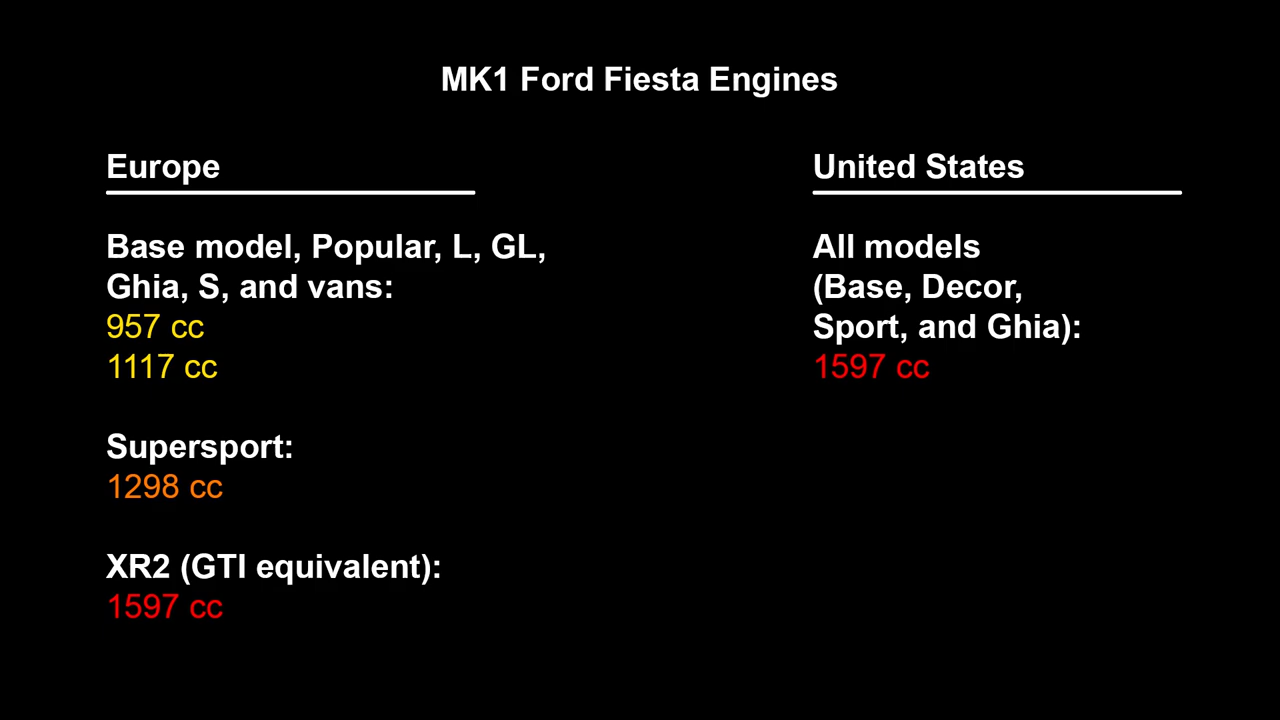 MK1 Ford Fiesta Engines
Europe
Base model, Popular, L, GL,
Ghia, S, and vans:
957 cc
1117 cc
Supersport:
1298 cc
XR2 (GTI equivalent):
1597 cc
United States
All models
(Base, Decor,
Sport, and Ghia):
1597 cc